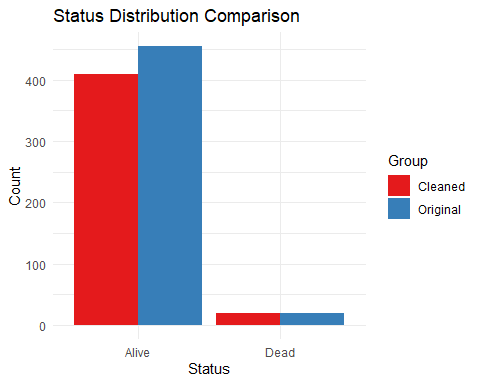 Status Distribution Comparison
Count
400
300
200
100
0
Alive
Dead
Status
Group
Cleaned
Original